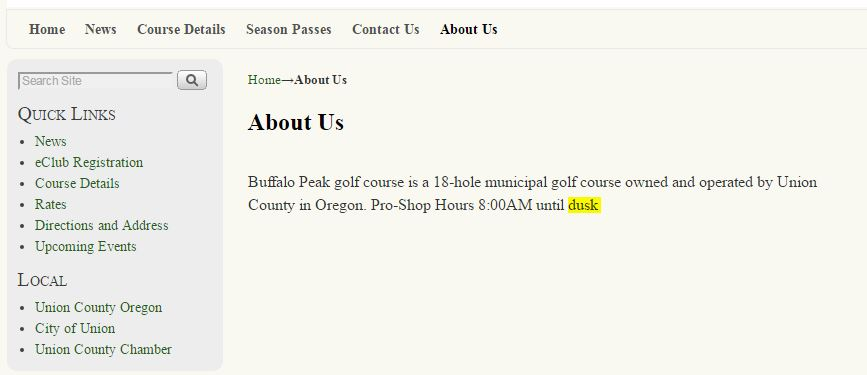 Home News Course Details Season Passes Contact Us About Us
Search Site
Quick Links
News
eClub Registration
Course Details
Rates
Directions and Address
Upcoming Events
Local
Union County Oregon
City of Union
Union County Chamber
Home→About Us
About Us
Buffalo Peak golf course is a 18-hole municipal golf course owned and operated by Union
County in Oregon. Pro-Shop Hours 8:00AM until dusk